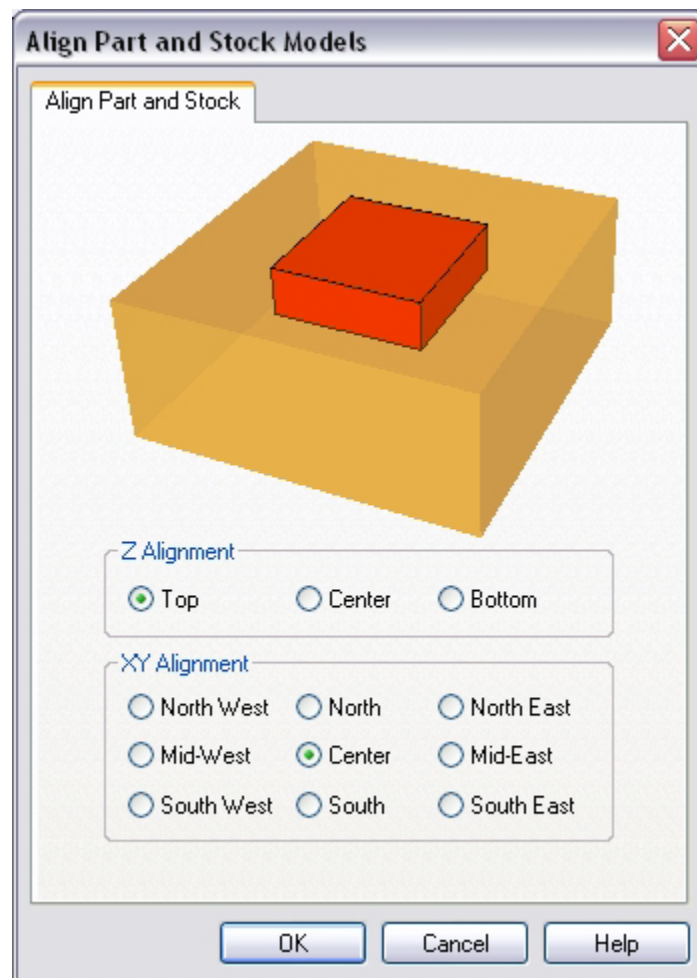 Align Part and Stock Models
Align Part and Stock
Z Alignment
Top Center Bottom
XY Alignment
North West North North East
Mid-West Center Mid-East
South West South South East
OK Cancel Help